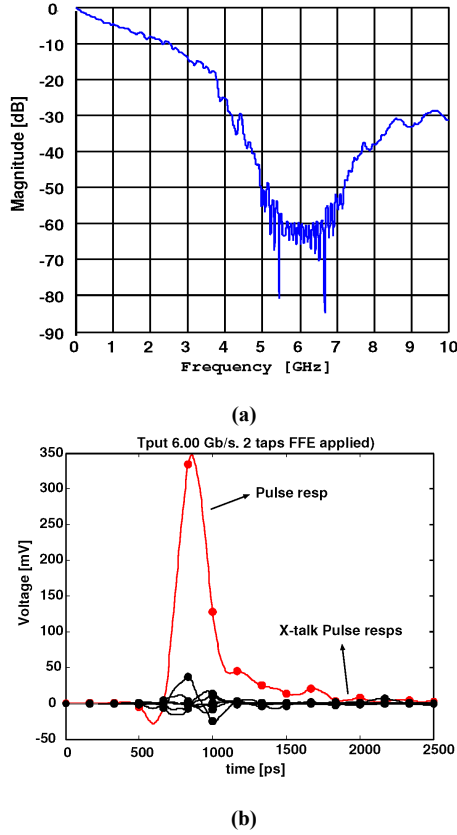 0
-10
-20
-30
-40
-50
-60
-70
-80
-90
Magnitude [dB]
0 1 2 3 4 5 6 7 8 9 10
Frequency [GHz]
(a)
Tput 6.00 Gb/s. 2 taps FFE applied)
350
300
250
200
150
100
50
0
-50
Voltage [mV]
Pulse resp
X-talk Pulse resps
0 500 1000 1500 2000 2500
time [ps]
(b)